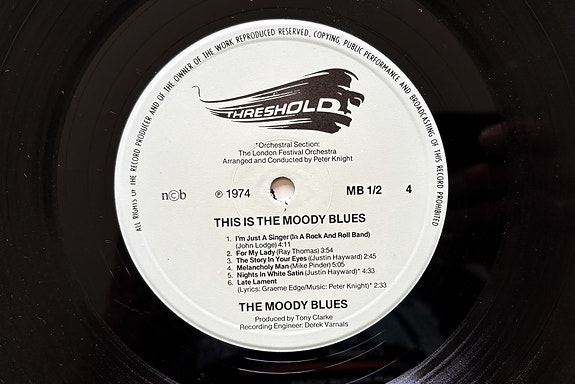 ALL RIGHTS OF THE RECORD PRODUCER AND OF THE OWNER OF THE WORK REPRODUCED RESERVED. COPYING, PUBLIC PERFORMANCE AND BROADCASTING OF THIS RECORD PROHIBITED
THRESHOLD
*Orchestral Section:
The London Festival Orchestra
Arranged and Conducted by Peter Knight
n©b ℗ 1974 MB 1/2 4
THIS IS THE MOODY BLUES
1. I'm Just A Singer (In A Rock And Roll Band)
(John Lodge) 4:11
2. For My Lady (Ray Thomas) 3:54
3. The Story In Your Eyes (Justin Hayward) 2:45
4. Melancholy Man (Mike Pinder) 5:05
5. Nights In White Satin (Justin Hayward)* 4:33
6. Late Lament
(Lyrics: Graeme Edge/Music: Peter Knight)* 2:33
THE MOODY BLUES
Produced by Tony Clarke
Recording Engineer: Derek Varnals